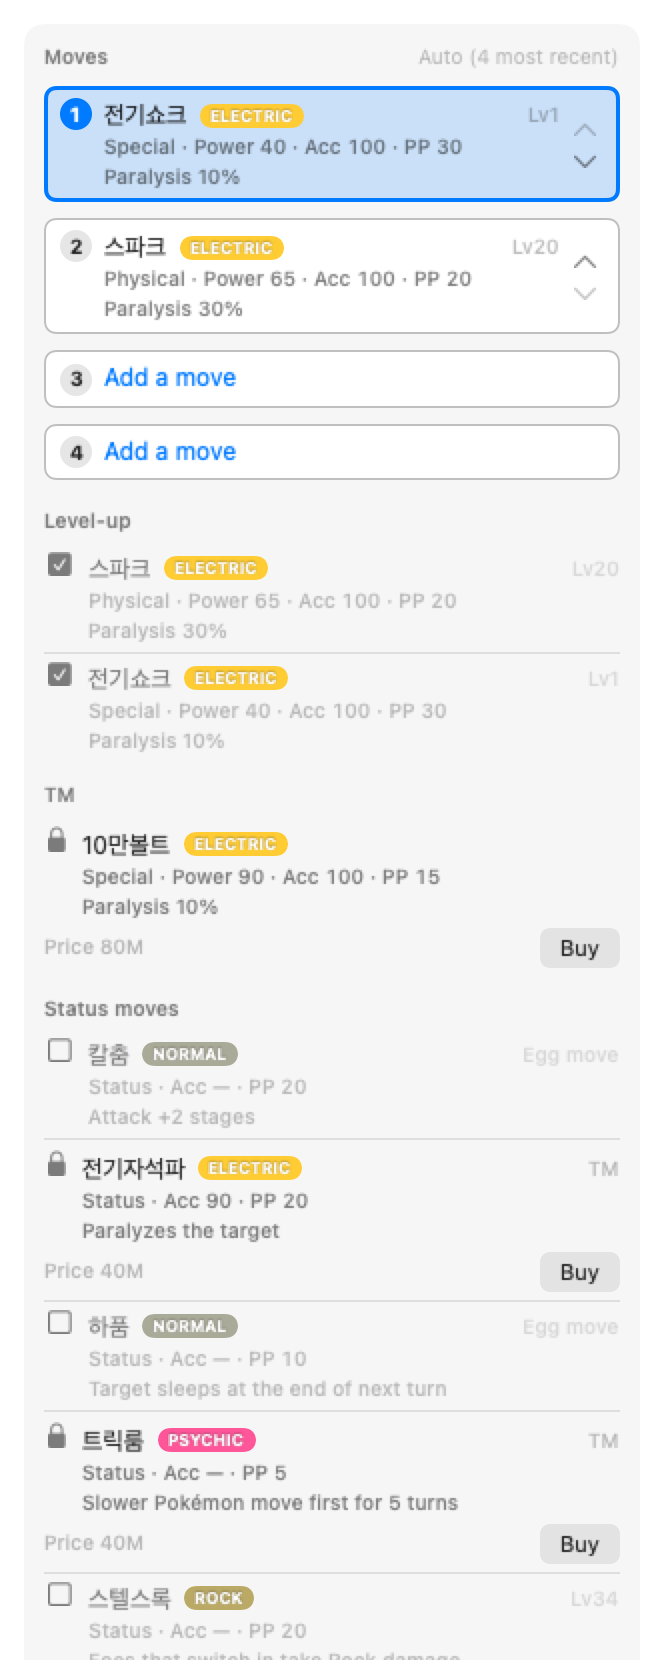 Moves Auto (4 most recent)
1 전기쇼크 ELECTRIC Lv1
Special · Power 40 · Acc 100 · PP 30
Paralysis 10%
2 스파크 ELECTRIC Lv20
Physical · Power 65 · Acc 100 · PP 20
Paralysis 30%
3 Add a move
4 Add a move
Level-up
스파크 ELECTRIC Lv20
Physical · Power 65 · Acc 100 · PP 20
Paralysis 30%
전기쇼크 ELECTRIC Lv1
Special · Power 40 · Acc 100 · PP 30
Paralysis 10%
TM
10만볼트 ELECTRIC
Special · Power 90 · Acc 100 · PP 15
Paralysis 10%
Price 80M Buy
Status moves
칼춤 NORMAL Egg move
Status · Acc — · PP 20
Attack +2 stages
전기자석파 ELECTRIC TM
Status · Acc 90 · PP 20
Paralyzes the target
Price 40M Buy
하품 NORMAL Egg move
Status · Acc — · PP 10
Target sleeps at the end of next turn
트릭룸 PSYCHIC TM
Status · Acc — · PP 5
Slower Pokémon move first for 5 turns
Price 40M Buy
스텔스록 ROCK Lv34
Status · Acc — · PP 20
Foes that switch in take Rock damage